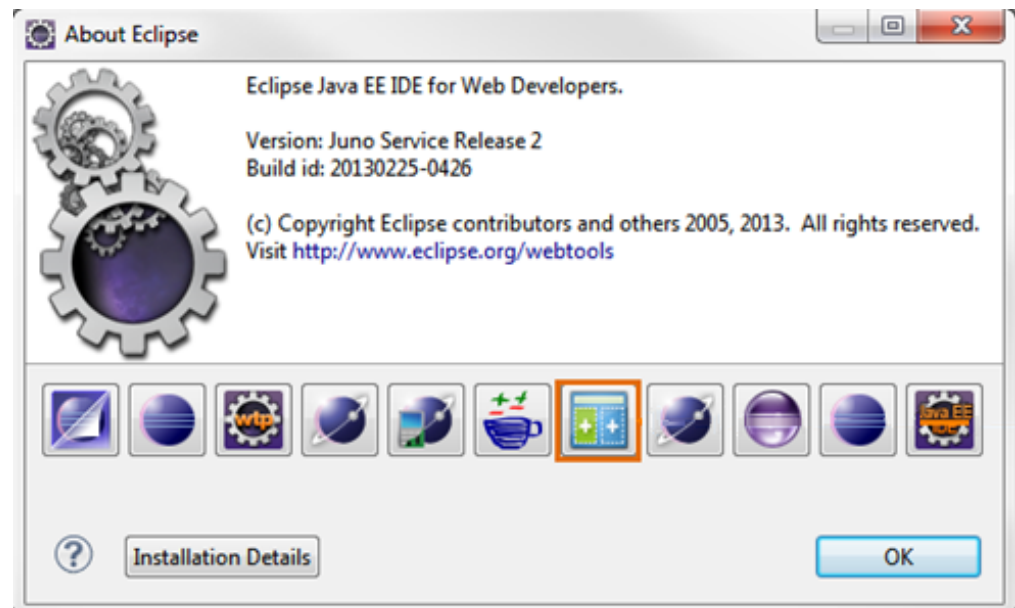 About Eclipse
Eclipse Java EE IDE for Web Developers.
Version: Juno Service Release 2
Build id: 20130225-0426
(c) Copyright Eclipse contributors and others 2005, 2013. All rights reserved.
Visit http://www.eclipse.org/webtools
wtp
Java EE
IDE
Installation Details
OK